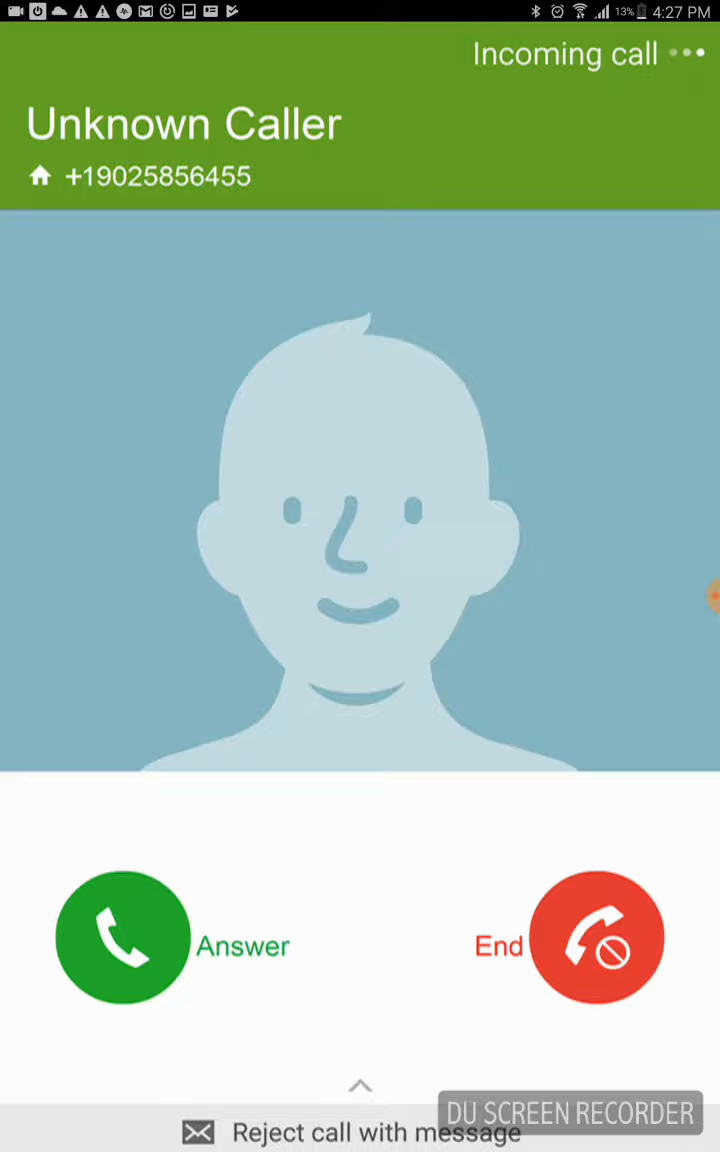 13% 4:27 PM
Incoming call
Unknown Caller
+19025856455
Answer
End
DU SCREEN RECORDER
Reject call with message